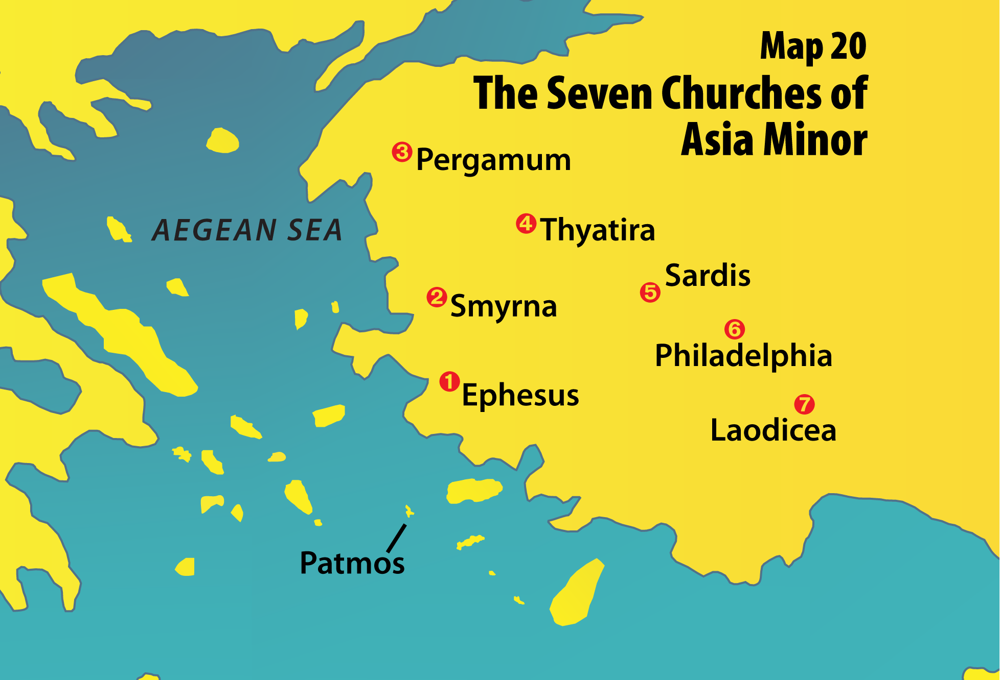 Map 20
The Seven Churches of
Asia Minor
3 Pergamum
AEGEAN SEA
4 Thyatira
Sardis
5
2 Smyrna
6
Philadelphia
1 Ephesus
7
Laodicea
Patmos